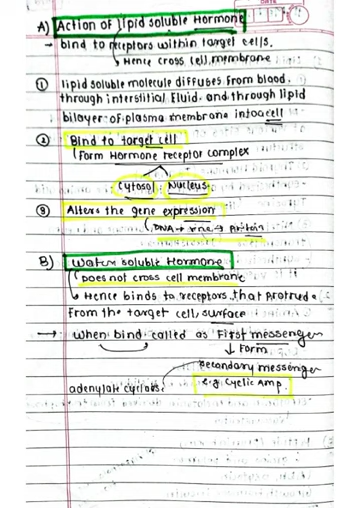 A) Action of lipid soluble Hormone
→ bind to receptors within target cells.
Hence cross cell membrane
① lipid soluble molecule diffuses from blood.
through interstitial fluid. and through lipid
bilayer of plasma membrane into a cell
② Bind to target cell
Form Hormone receptor complex
Cytosol Nucleus
③ Alters the gene expression
DNA → rna → Protein
B) Water soluble Hormone
Does not cross cell membrane
Hence binds to receptors that protrude
From the target cell surface
→ When bind called as First messenger
↓ Form
Secondary messenger
adenylate cyclase. e.g. Cyclic Amp.